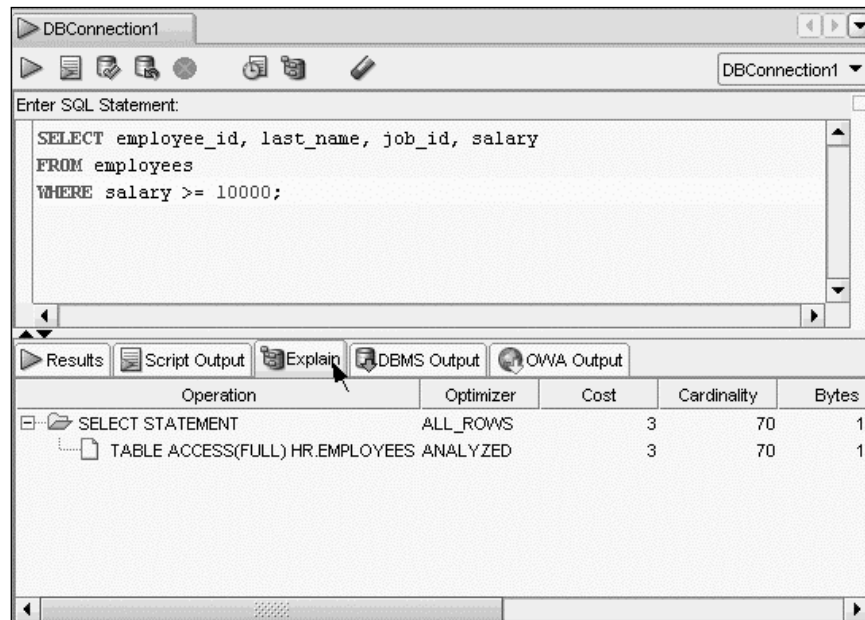 DBConnection1
DBConnection1
Enter SQL Statement:
SELECT employee_id, last_name, job_id, salary
FROM employees
WHERE salary >= 10000;
Results Script Output Explain DBMS Output OWA Output
Operation Optimizer Cost Cardinality Bytes
SELECT STATEMENT ALL_ROWS 3 70 1
TABLE ACCESS(FULL) HR.EMPLOYEES ANALYZED 3 70 1